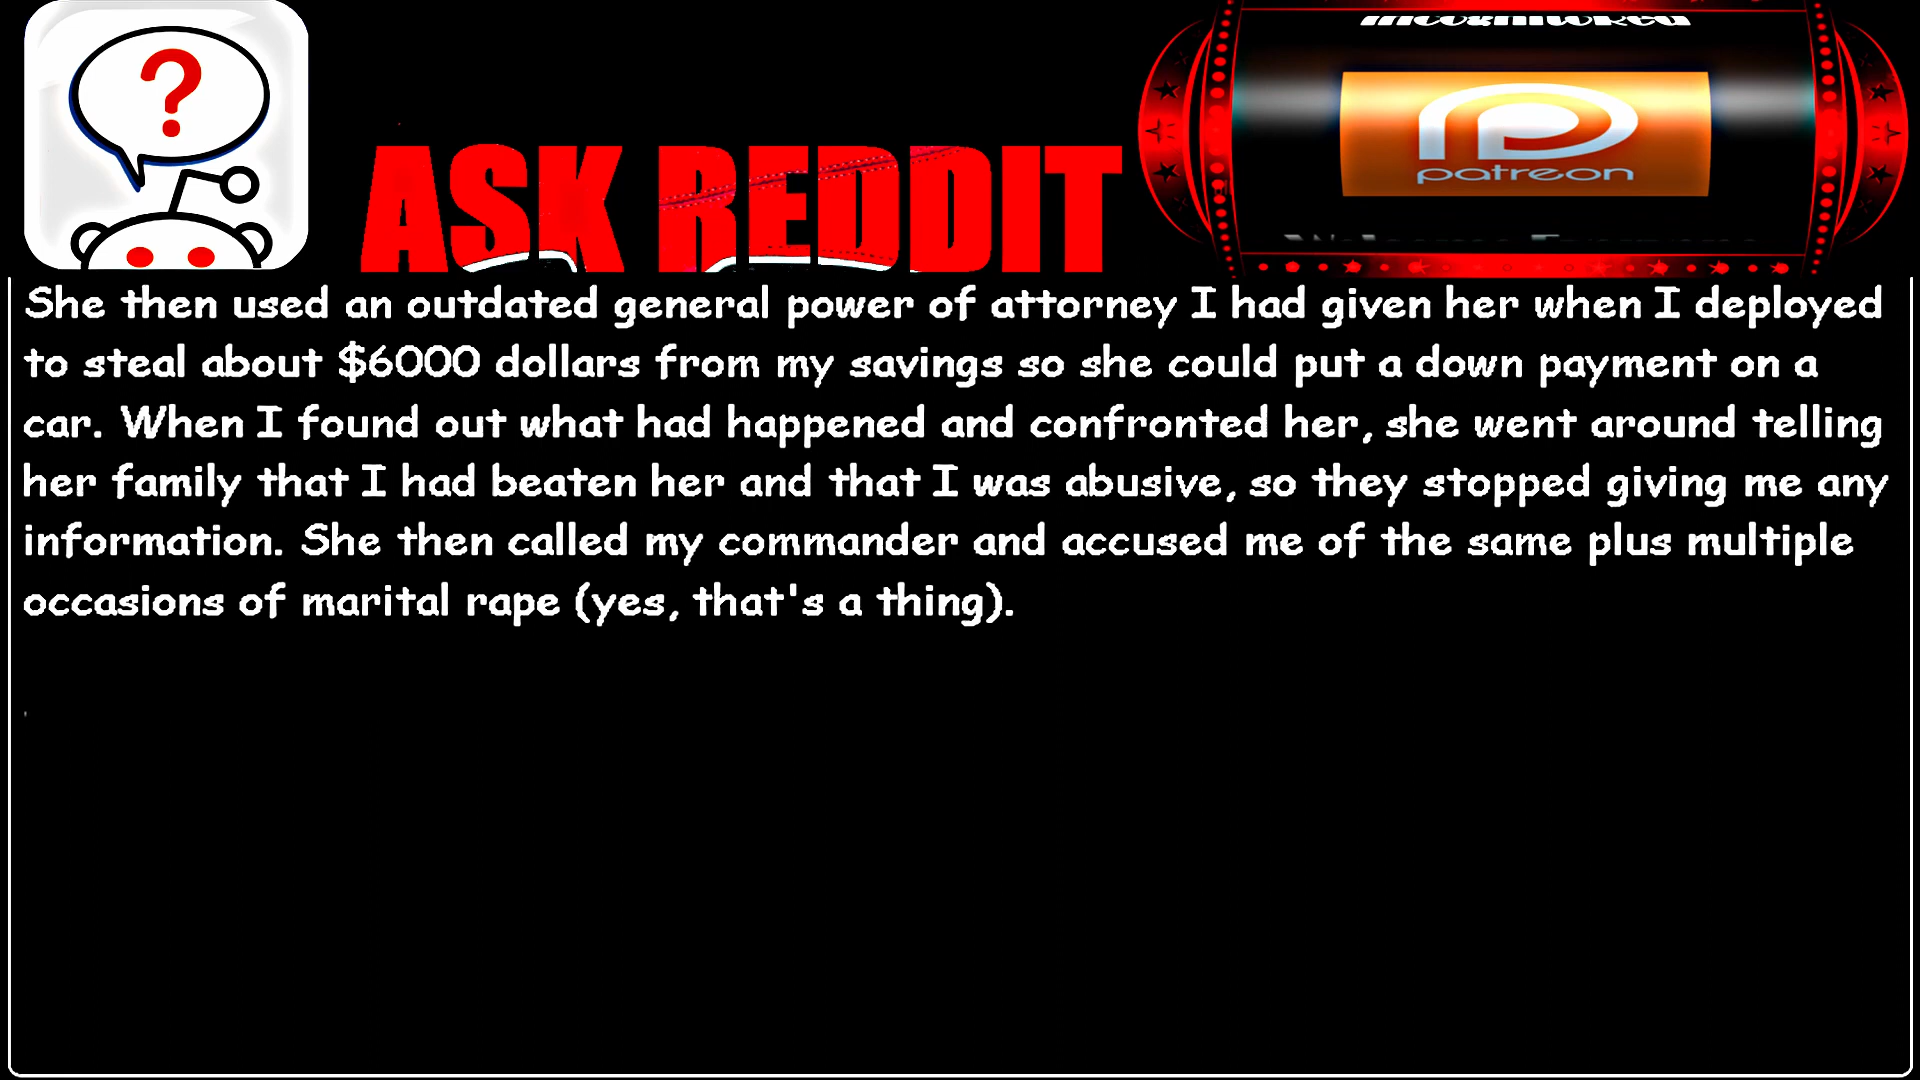 ?
patreon
ASK REDDIT
She then used an outdated general power of attorney I had given her when I deployed
to steal about $6000 dollars from my savings so she could put a down payment on a
car. When I found out what had happened and confronted her, she went around telling
her family that I had beaten her and that I was abusive, so they stopped giving me any
information. She then called my commander and accused me of the same plus multiple
occasions of marital rape (yes, that's a thing).